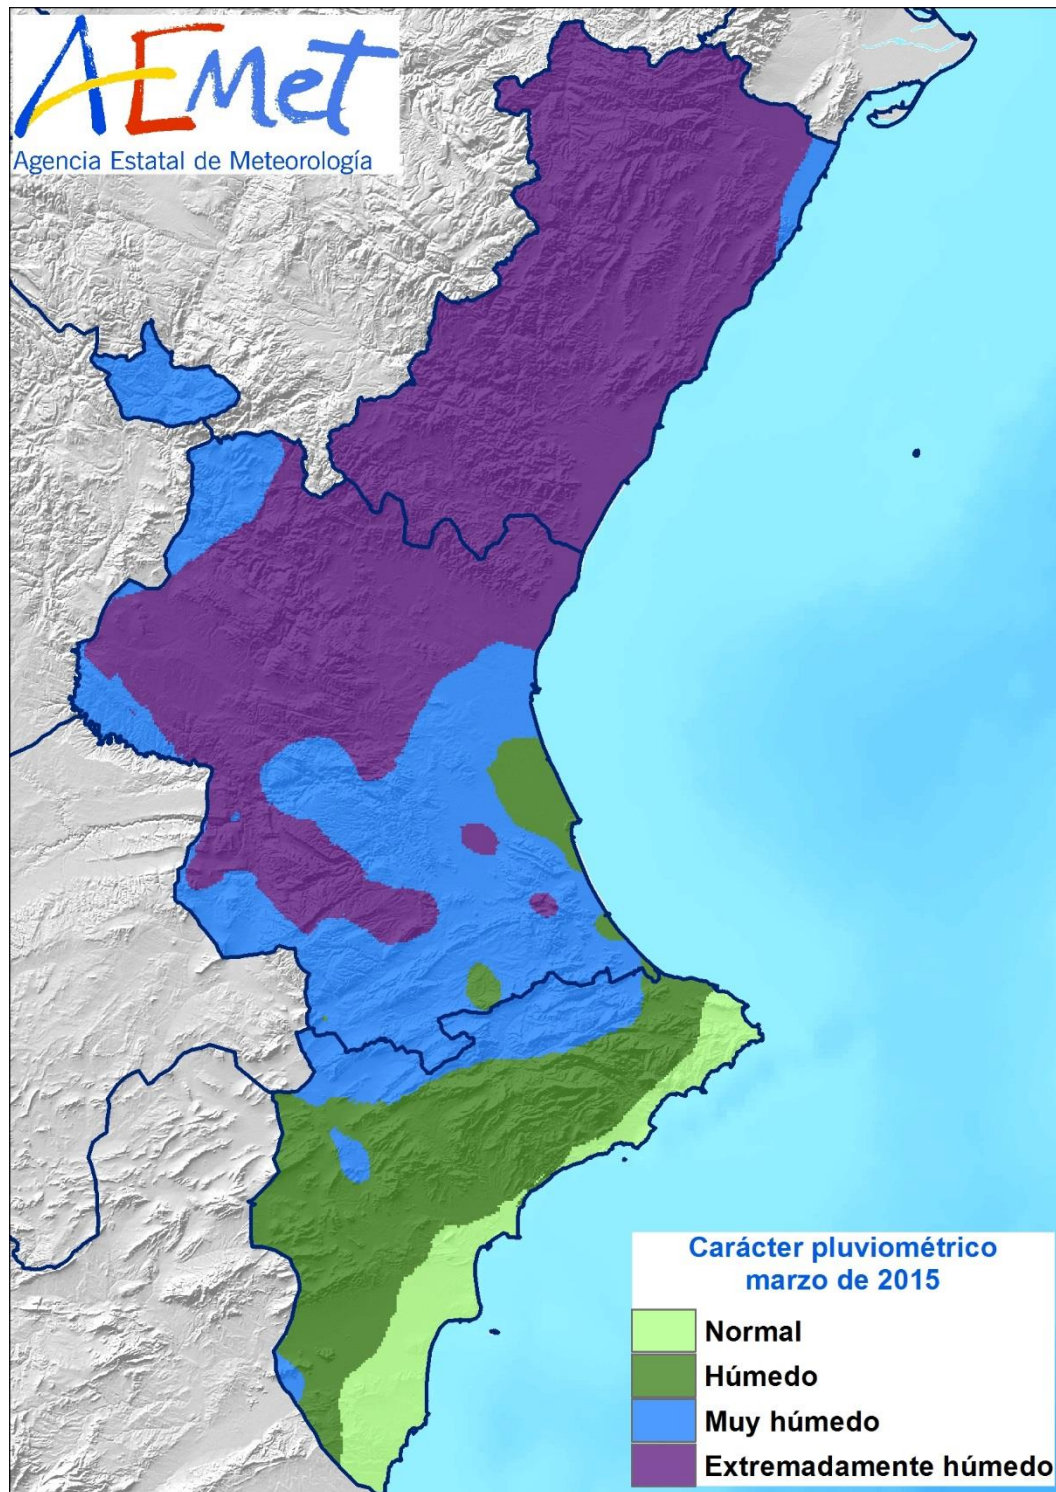 AEMet
Agencia Estatal de Meteorología
Carácter pluviométrico
marzo de 2015
Normal
Húmedo
Muy húmedo
Extremadamente húmedo